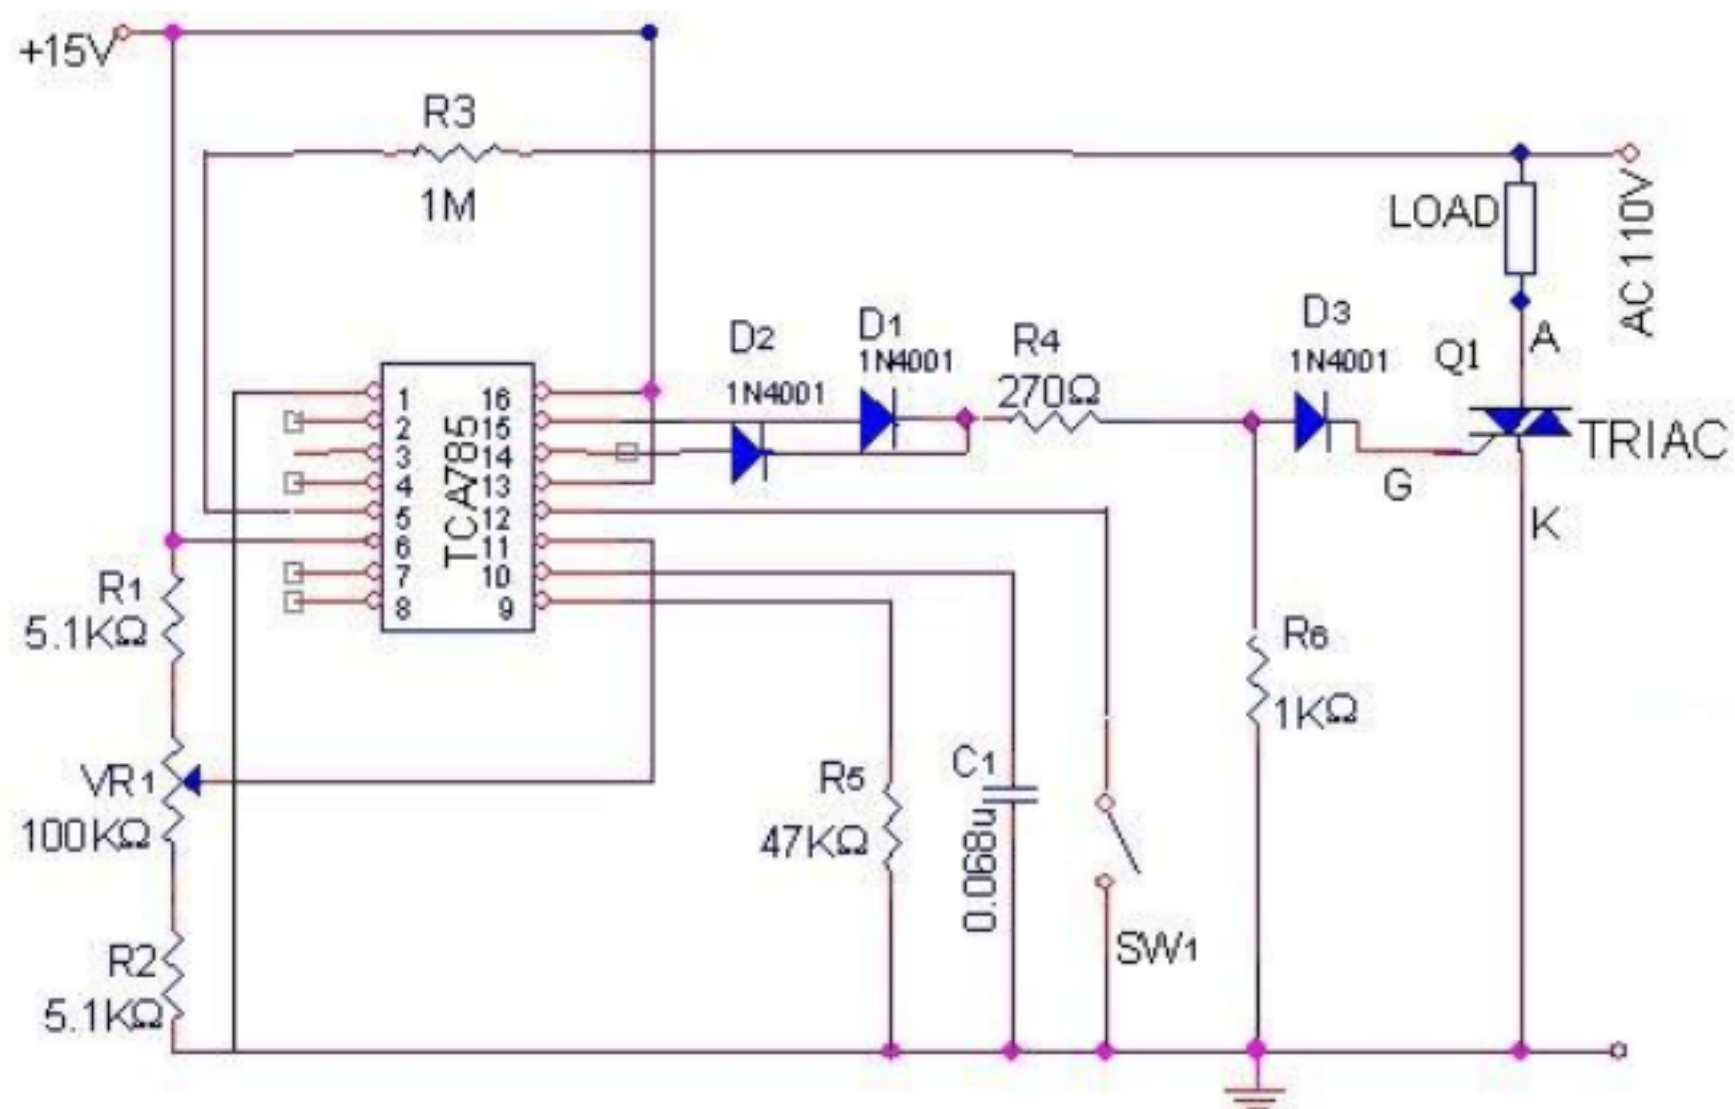 +15V
R3
1M
LOAD
AC110V
D2
1N4001
D1
1N4001
R4
270Ω
D3
1N4001
Q1
A
TRIAC
G
K
TCA785
1
2
3
4
5
6
7
8
16
15
14
13
12
11
10
9
R1
5.1KΩ
VR1
100KΩ
R2
5.1KΩ
R5
47KΩ
C1
0.068u
SW1
R6
1KΩ